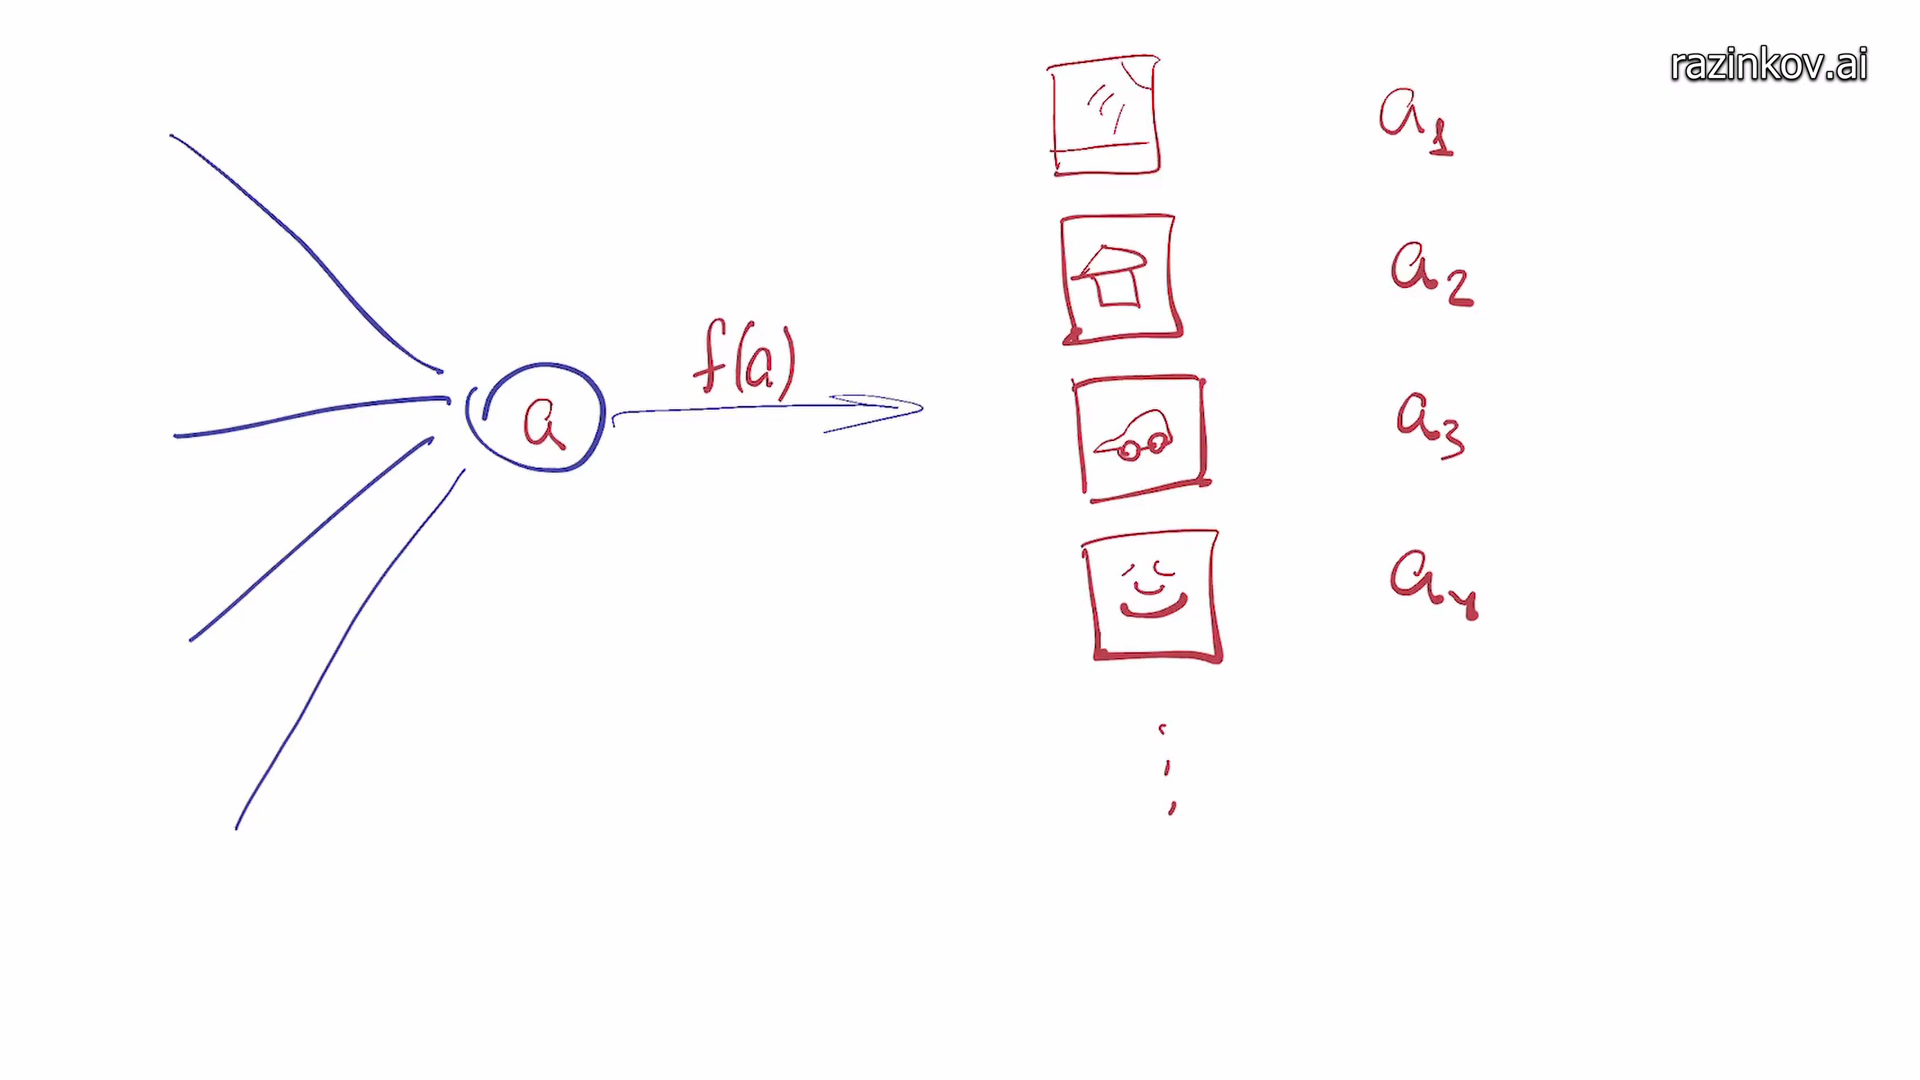 razinkov.ai
a₁
a₂
f(a)
a
a₃
a₄